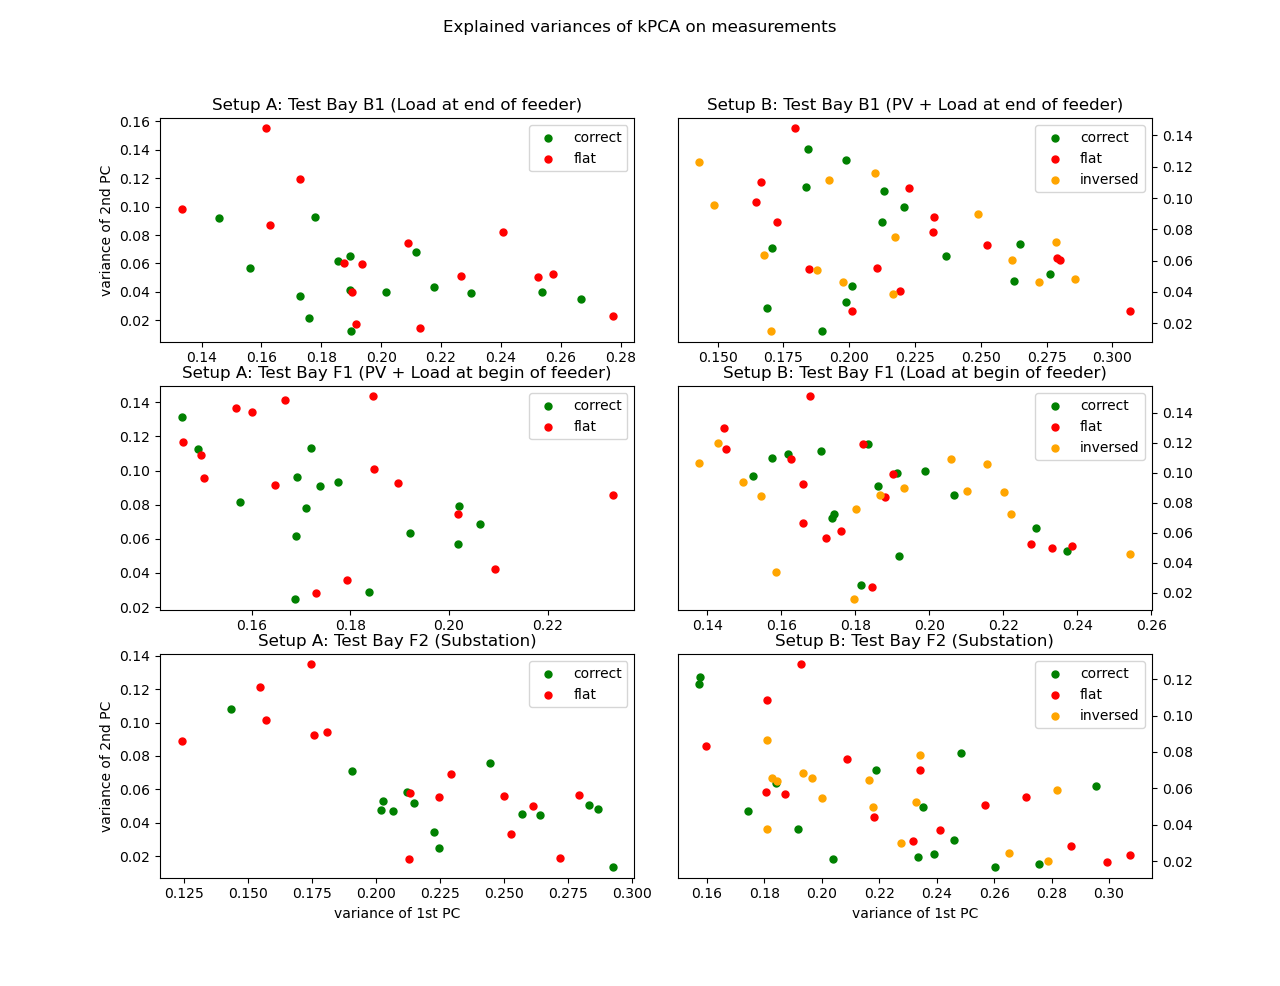 Explained variances of kPCA on measurements
Setup A: Test Bay B1 (Load at end of feeder)
variance of 2nd PC
0.16
0.14
0.12
0.10
0.08
0.06
0.04
0.02
correct
flat
0.14 0.16 0.18 0.20 0.22 0.24 0.26 0.28
Setup B: Test Bay B1 (PV + Load at end of feeder)
correct
flat
inversed
0.14
0.12
0.10
0.08
0.06
0.04
0.02
0.150 0.175 0.200 0.225 0.250 0.275 0.300
Setup A: Test Bay F1 (PV + Load at begin of feeder)
0.14
0.12
0.10
0.08
0.06
0.04
0.02
correct
flat
0.16 0.18 0.20 0.22
Setup B: Test Bay F1 (Load at begin of feeder)
correct
flat
inversed
0.14
0.12
0.10
0.08
0.06
0.04
0.02
0.14 0.16 0.18 0.20 0.22 0.24 0.26
Setup A: Test Bay F2 (Substation)
variance of 2nd PC
0.14
0.12
0.10
0.08
0.06
0.04
0.02
correct
flat
0.125 0.150 0.175 0.200 0.225 0.250 0.275 0.300
variance of 1st PC
Setup B: Test Bay F2 (Substation)
correct
flat
inversed
0.12
0.10
0.08
0.06
0.04
0.02
0.16 0.18 0.20 0.22 0.24 0.26 0.28 0.30
variance of 1st PC